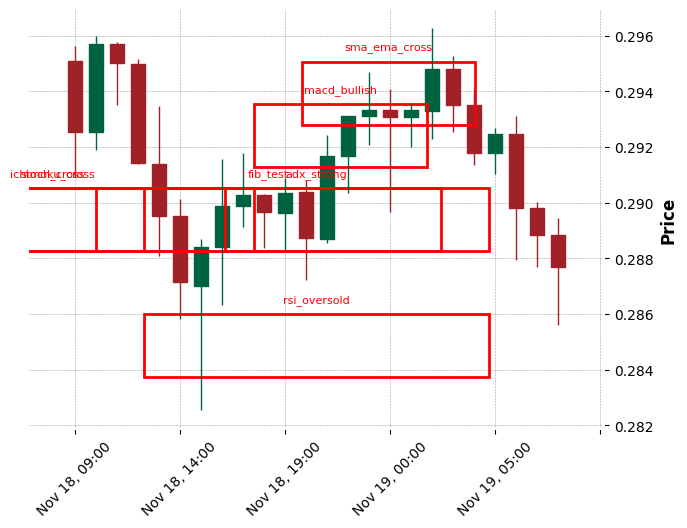 sma_ema_cross
macd_bullish
fib_test
adx_strong
rsi_oversold
0.296
0.294
0.292
0.290
0.288
0.286
0.284
0.282
Price
Nov 18, 09:00
Nov 18, 14:00
Nov 18, 19:00
Nov 19, 00:00
Nov 19, 05:00